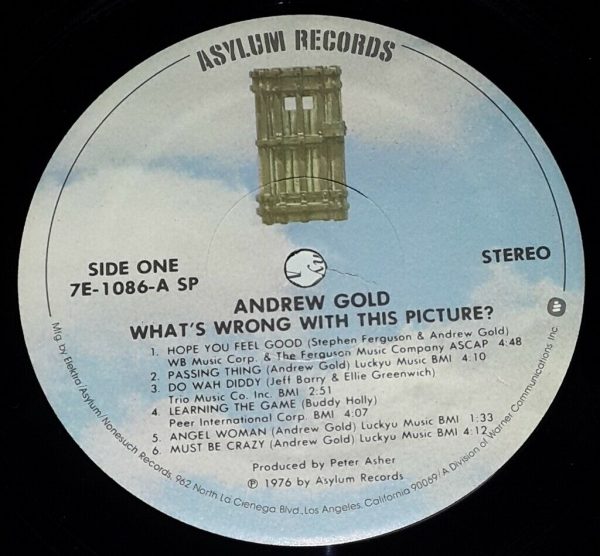 ASYLUM RECORDS
SIDE ONE
7E-1086-A SP
STEREO
ANDREW GOLD
WHAT'S WRONG WITH THIS PICTURE?
1. HOPE YOU FEEL GOOD (Stephen Ferguson & Andrew Gold)
WB Music Corp. & The Ferguson Music Company ASCAP 4:48
2. PASSING THING (Andrew Gold) Luckyu Music BMI 4:10
3. DO WAH DIDDY (Jeff Barry & Ellie Greenwich)
Trio Music Co. Inc. BMI 2:51
4. LEARNING THE GAME (Buddy Holly)
Peer International Corp. BMI 4:07
5. ANGEL WOMAN (Andrew Gold) Luckyu Music BMI 1:33
6. MUST BE CRAZY (Andrew Gold) Luckyu Music BMI 4:12
Produced by Peter Asher
℗ 1976 by Asylum Records
Mfg. by Elektra/Asylum/Nonesuch Records, 962 North La Cienega Blvd., Los Angeles, California 90069/A Division of Warner Communications Inc.